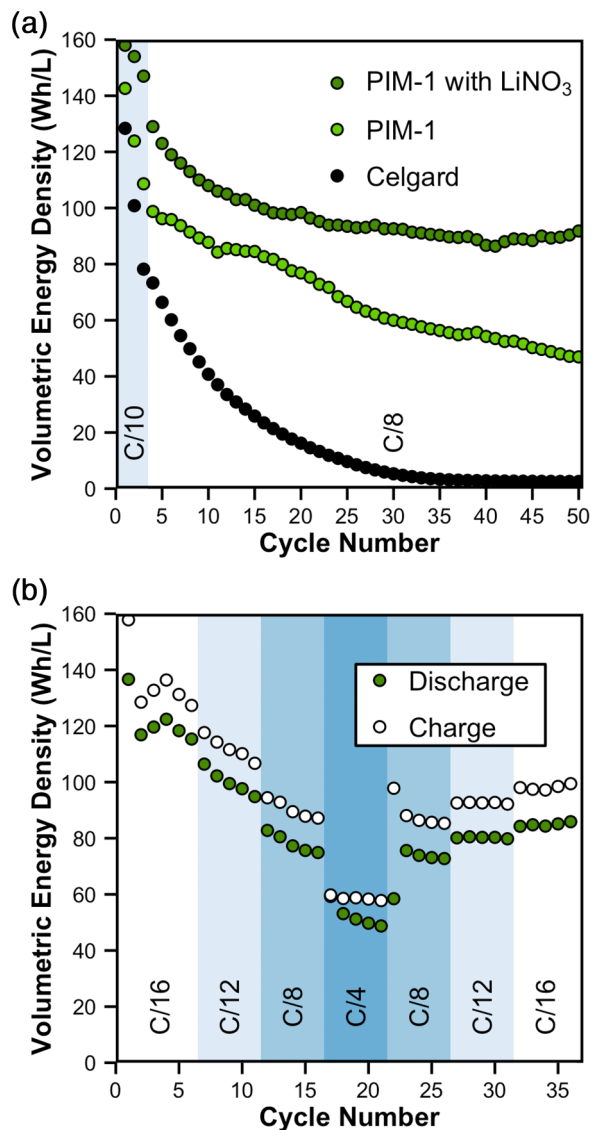 (a)
160
140
120
100
80
60
40
20
0
Volumetric Energy Density (Wh/L)
PIM-1 with LiNO₃
PIM-1
Celgard
C/10
C/8
0 5 10 15 20 25 30 35 40 45 50
Cycle Number
(b)
160
140
120
100
80
60
40
20
0
Volumetric Energy Density (Wh/L)
Discharge
Charge
C/16 C/12 C/8 C/4 C/8 C/12 C/16
0 5 10 15 20 25 30 35
Cycle Number